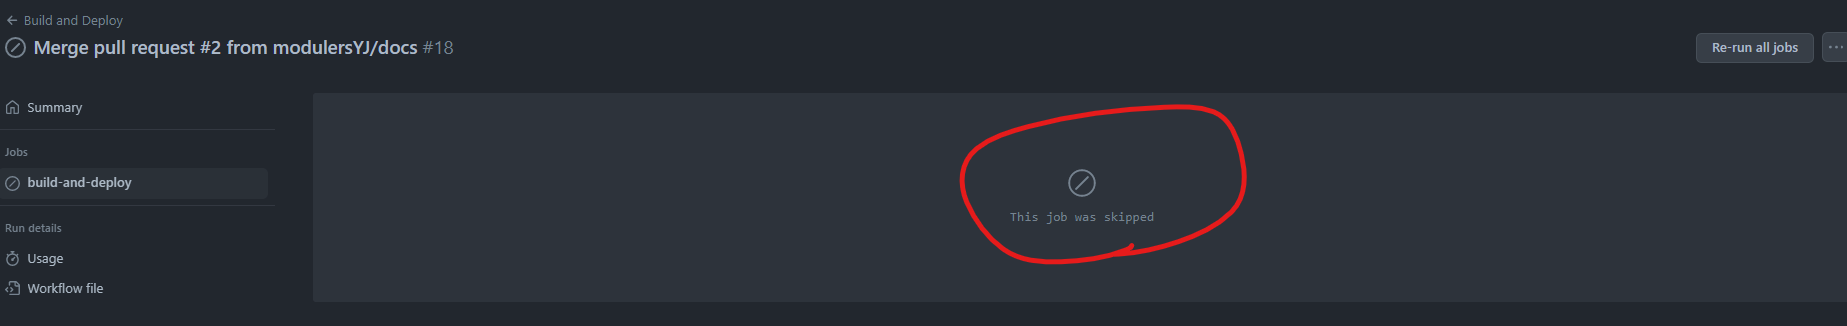 Build and Deploy
Merge pull request #2 from modulersYJ/docs #18
Re-run all jobs
Summary
Jobs
build-and-deploy
This job was skipped
Run details
Usage
Workflow file